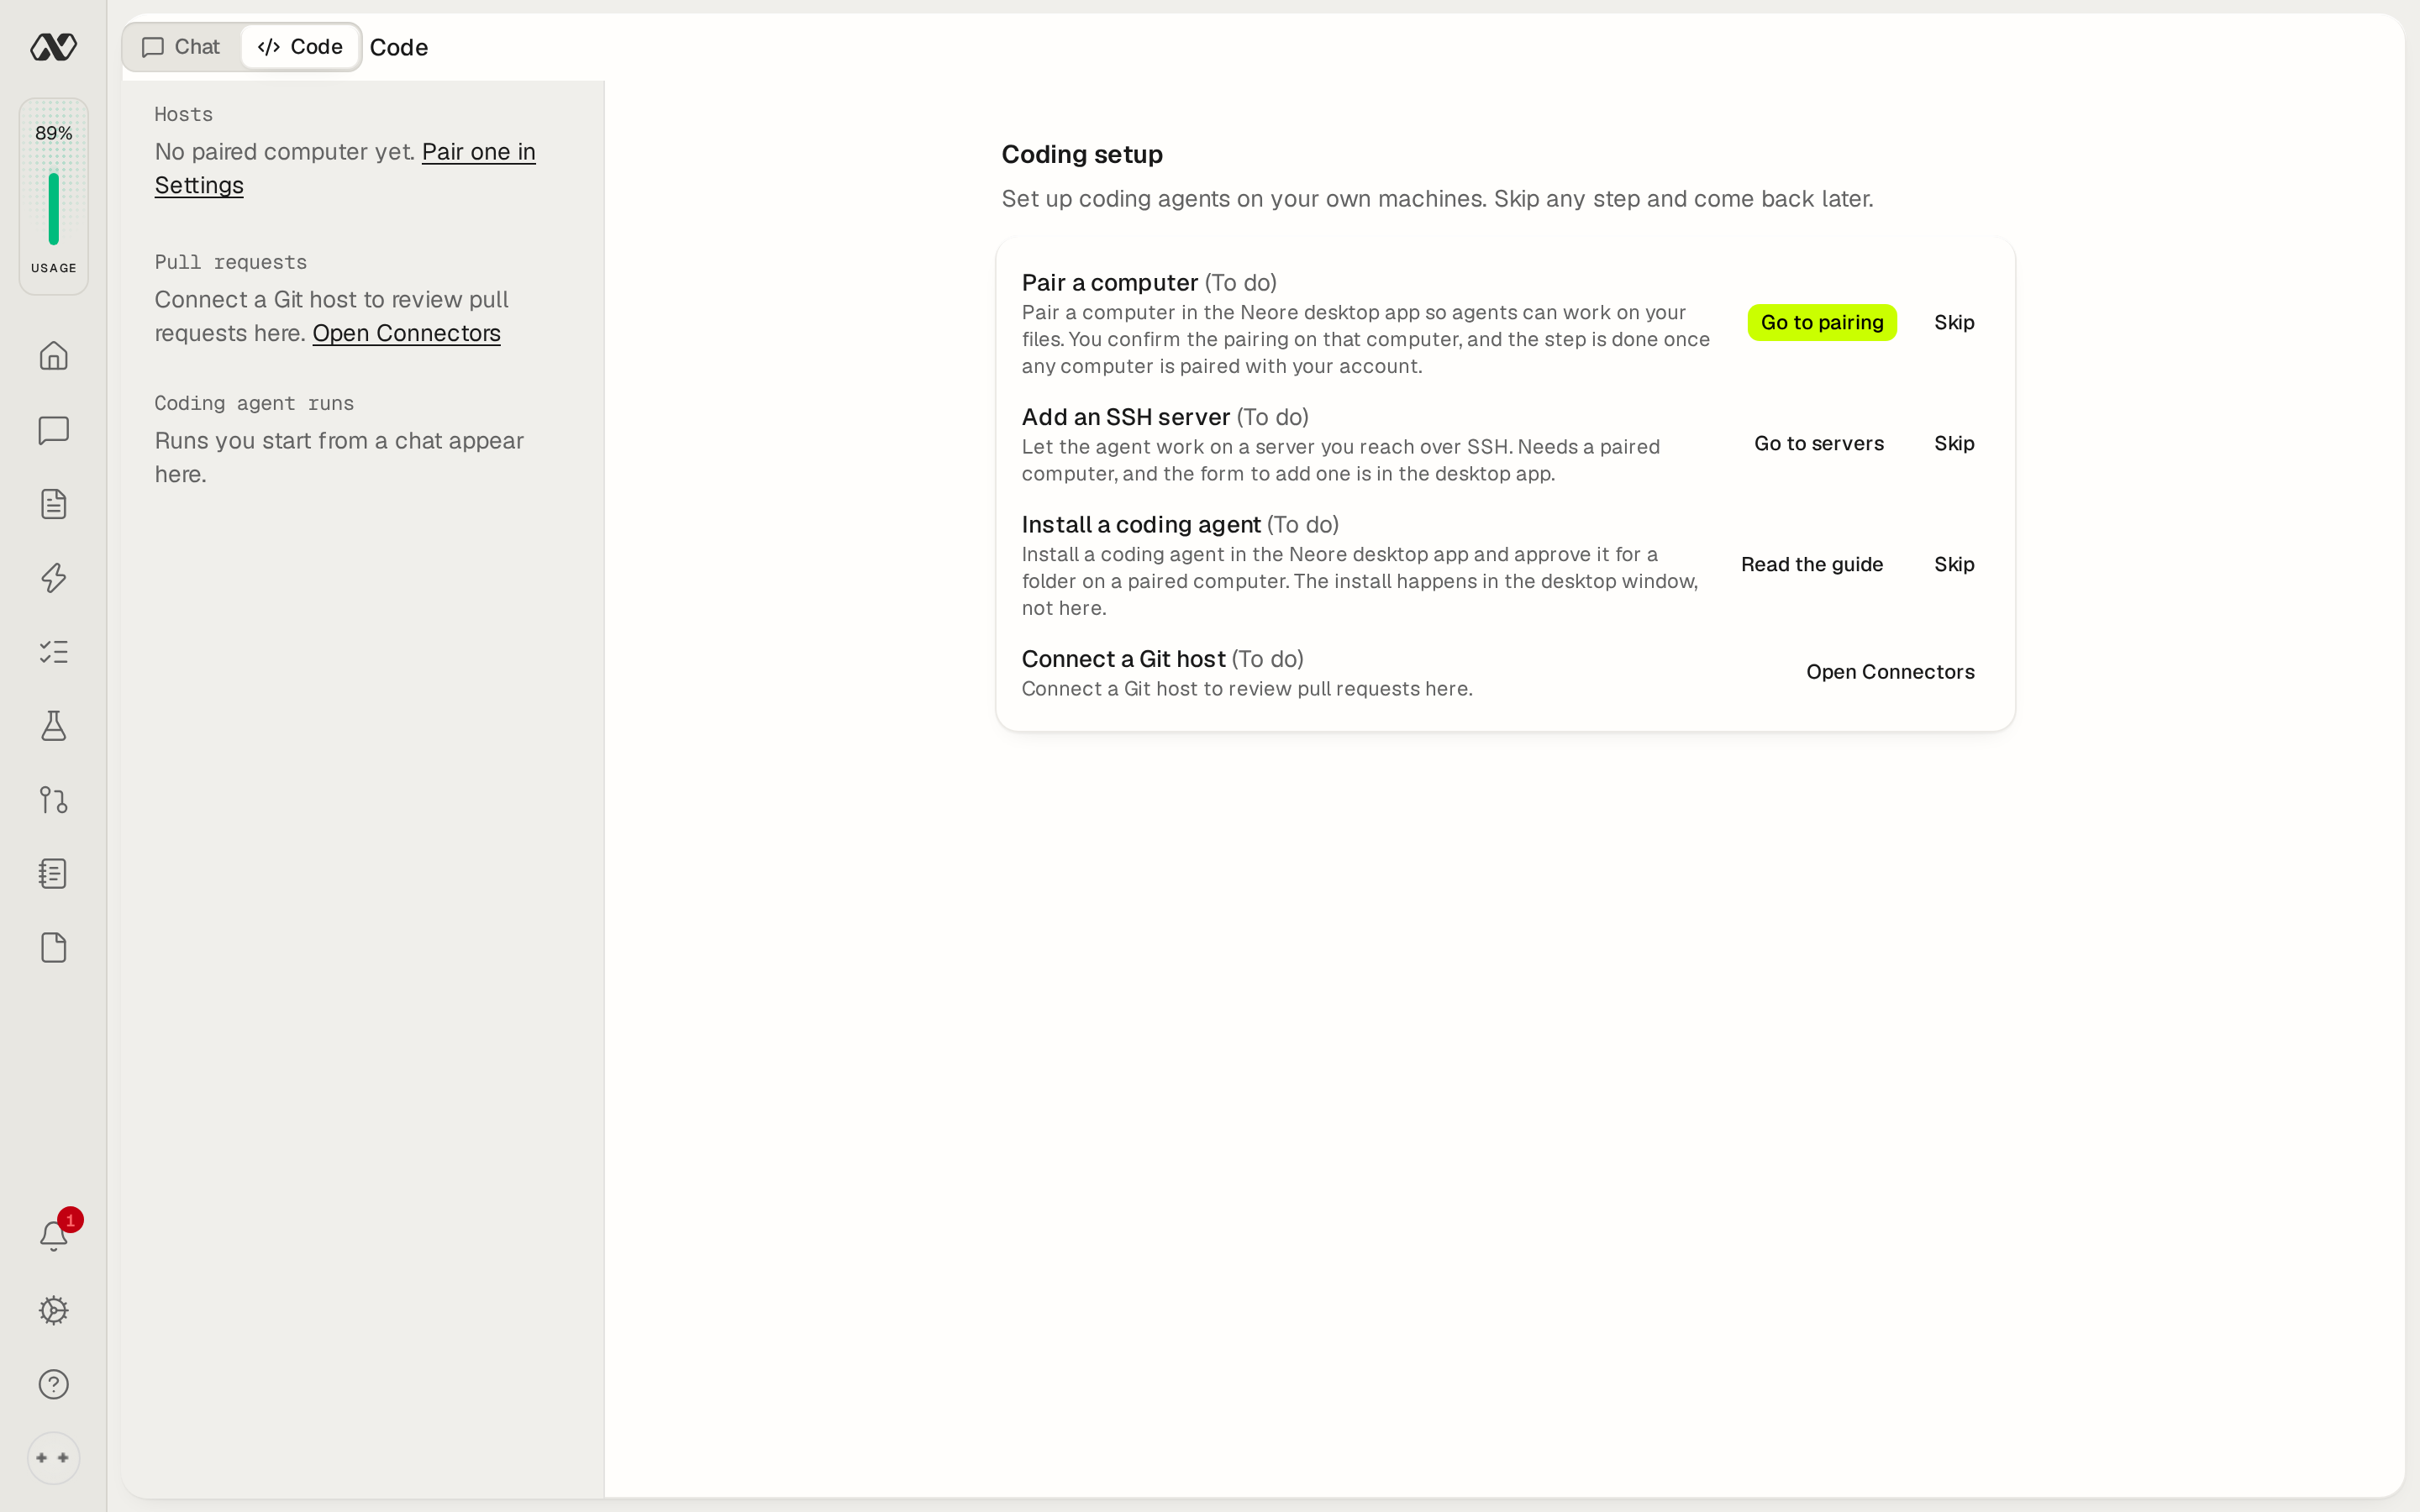 Chat
Code
Code
89%
USAGE
Hosts
No paired computer yet. Pair one in
Settings
Pull requests
Connect a Git host to review pull
requests here. Open Connectors
Coding agent runs
Runs you start from a chat appear
here.
Coding setup
Set up coding agents on your own machines. Skip any step and come back later.
Pair a computer (To do)
Pair a computer in the Neore desktop app so agents can work on your
files. You confirm the pairing on that computer, and the step is done once
any computer is paired with your account.
Go to pairing
Skip
Add an SSH server (To do)
Let the agent work on a server you reach over SSH. Needs a paired
computer, and the form to add one is in the desktop app.
Go to servers
Skip
Install a coding agent (To do)
Install a coding agent in the Neore desktop app and approve it for a
folder on a paired computer. The install happens in the desktop window,
not here.
Read the guide
Skip
Connect a Git host (To do)
Connect a Git host to review pull requests here.
Open Connectors
1